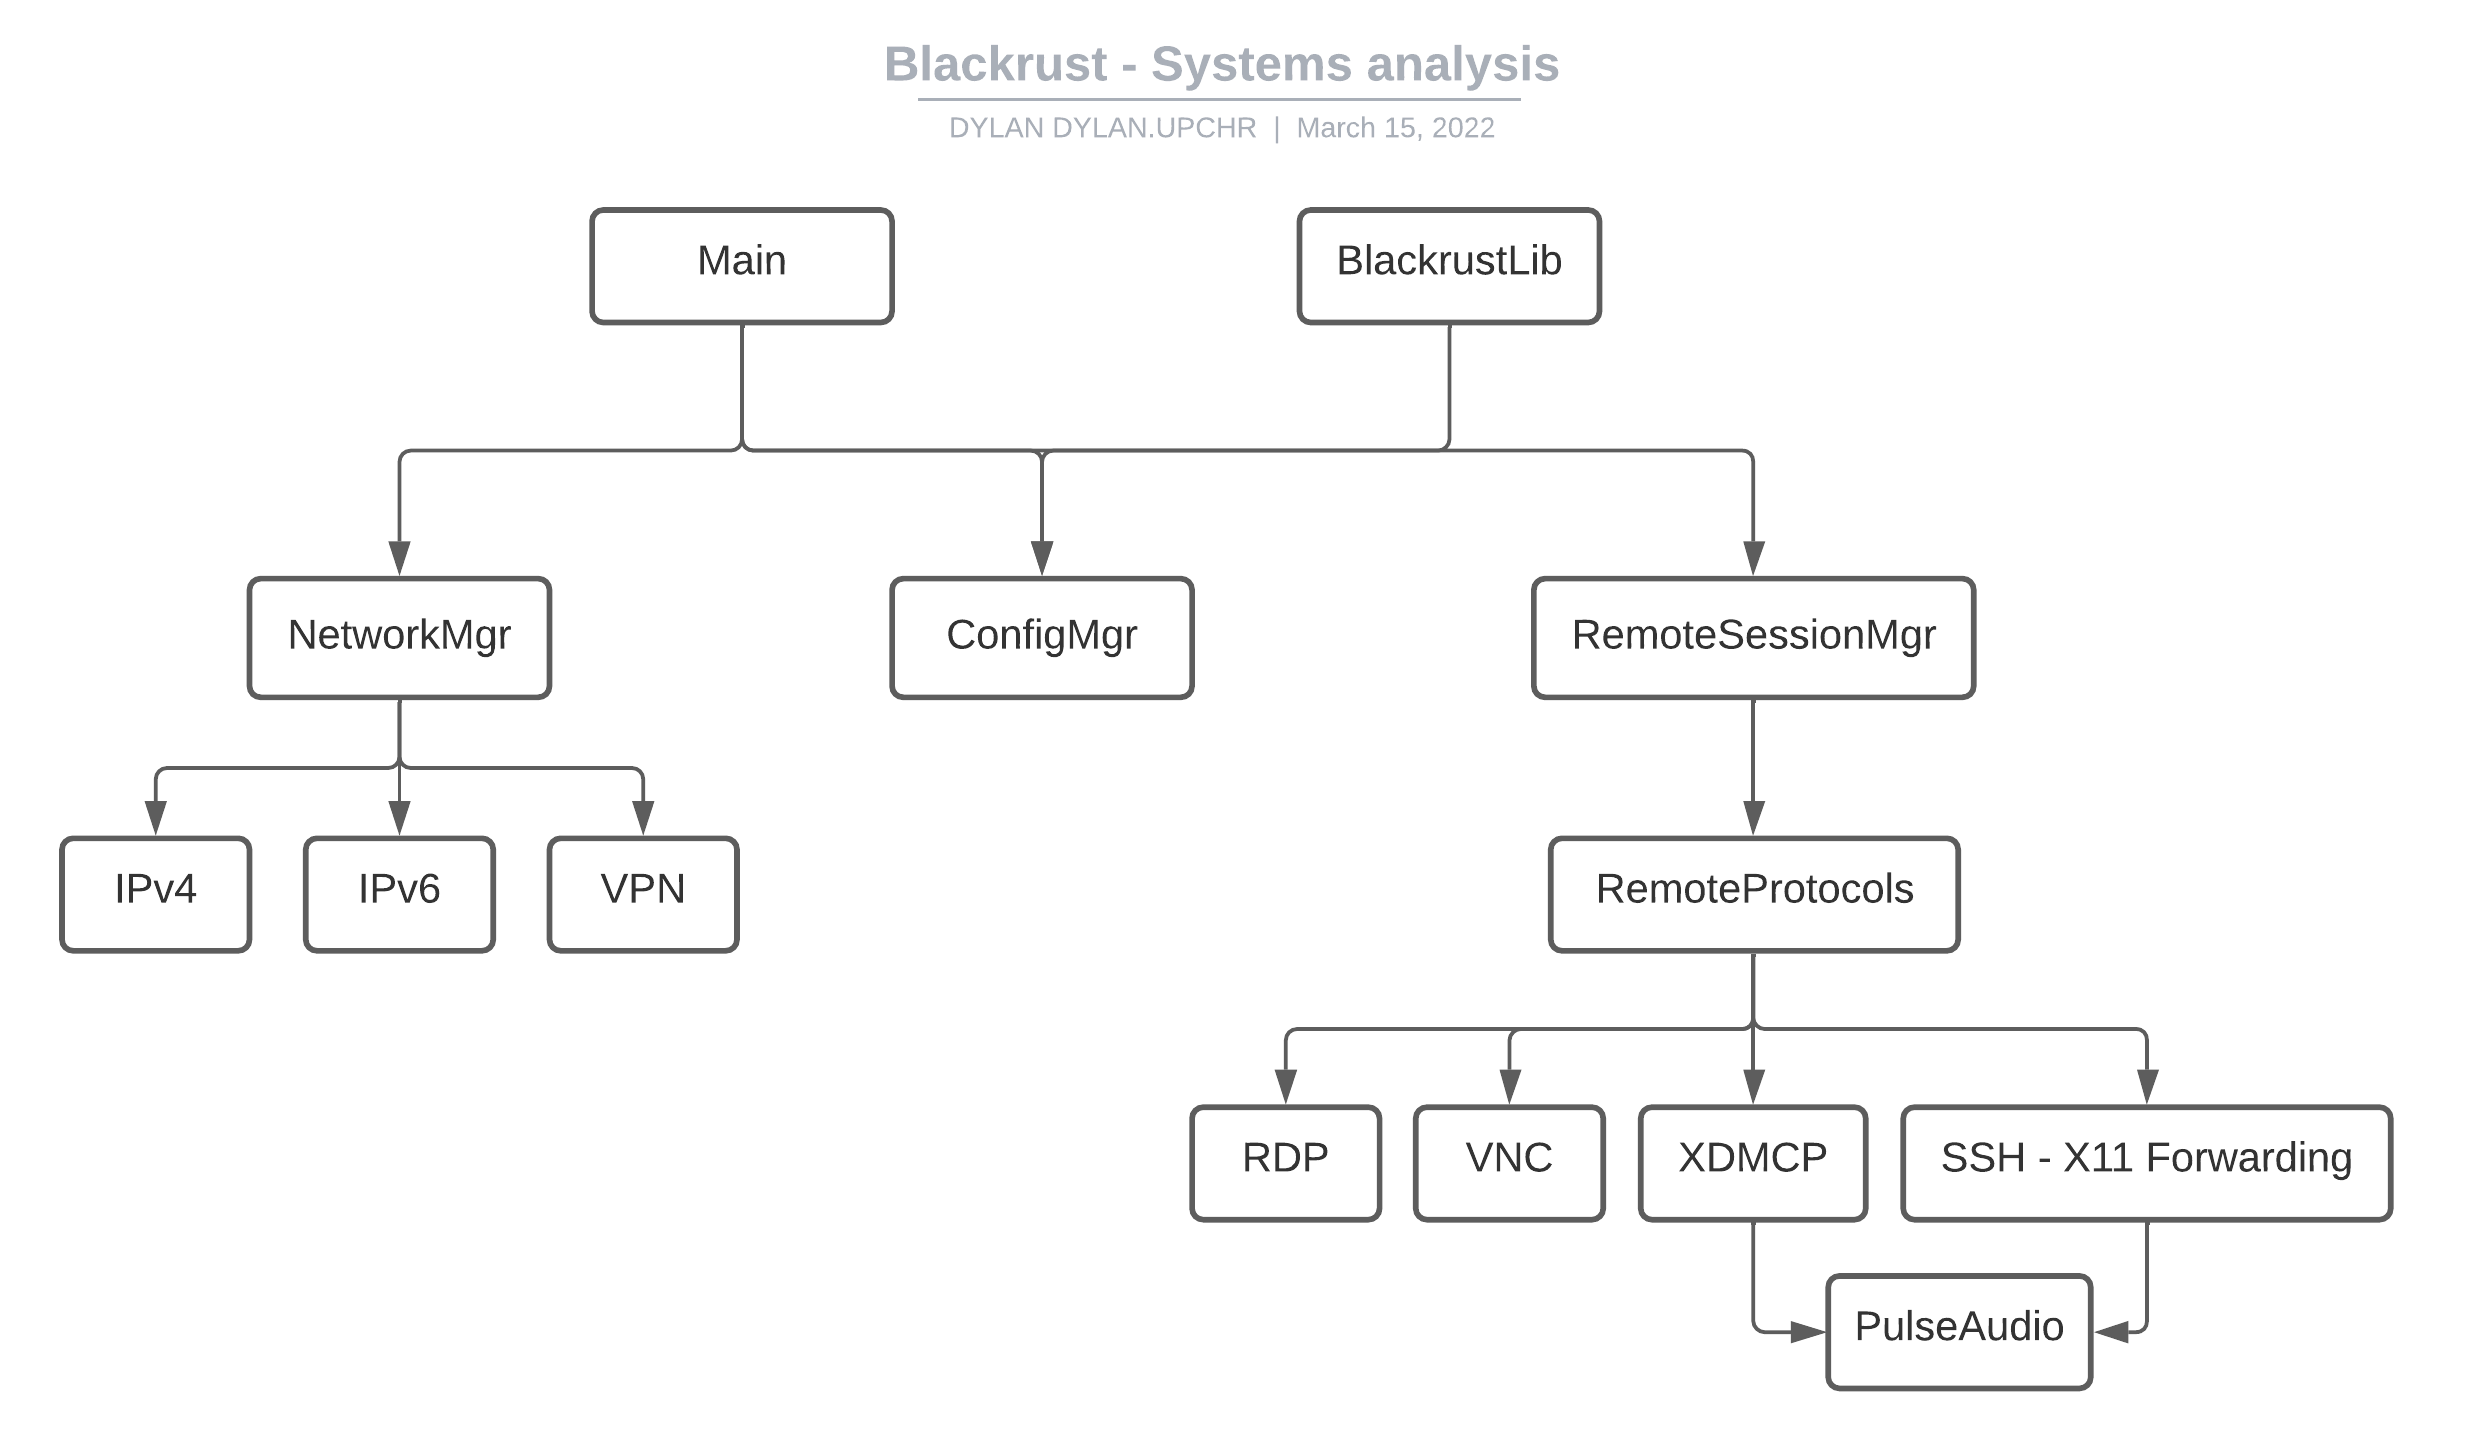 Blackrust - Systems analysis
DYLAN DYLAN.UPCHR | March 15, 2022
Main
BlackrustLib
NetworkMgr
ConfigMgr
RemoteSessionMgr
IPv4
IPv6
VPN
RemoteProtocols
RDP
VNC
XDMCP
SSH - X11 Forwarding
PulseAudio